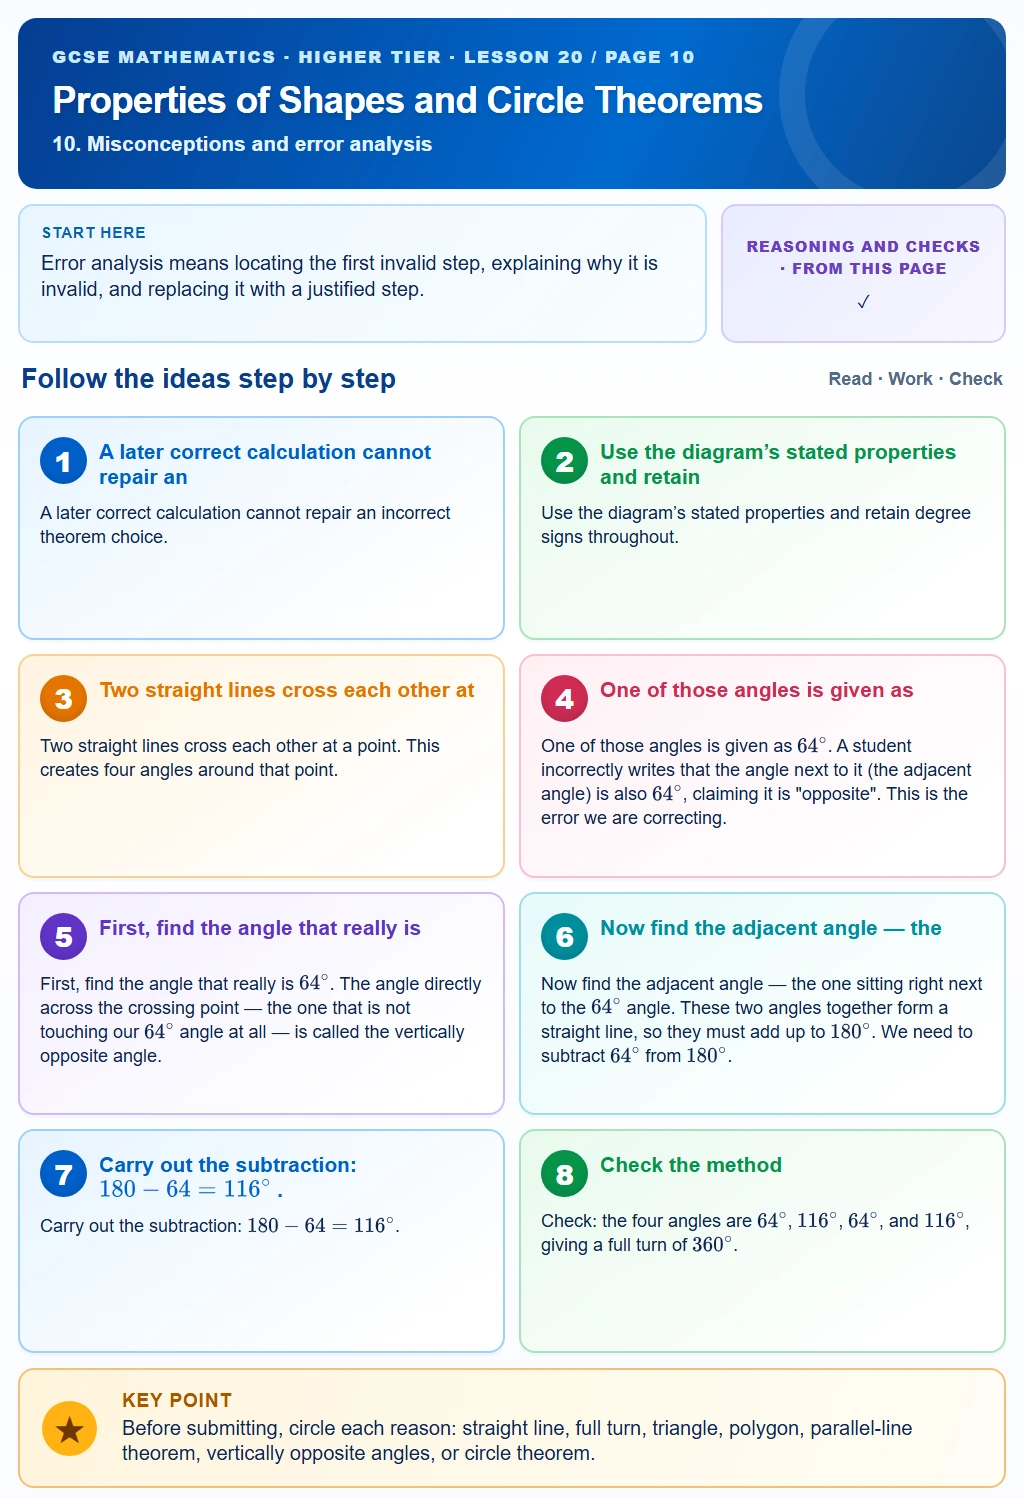 GCSE MATHEMATICS · HIGHER TIER · LESSON 20 / PAGE 10
Properties of Shapes and Circle Theorems
10. Misconceptions and error analysis
START HERE
Error analysis means locating the first invalid step, explaining why it is
invalid, and replacing it with a justified step.
REASONING AND CHECKS
· FROM THIS PAGE
✓
Follow the ideas step by step
Read · Work · Check
1
A later correct calculation cannot
repair an
A later correct calculation cannot repair an incorrect
theorem choice.
2
Use the diagram’s stated properties
and retain
Use the diagram’s stated properties and retain degree
signs throughout.
3
Two straight lines cross each other at
Two straight lines cross each other at a point. This
creates four angles around that point.
4
One of those angles is given as
One of those angles is given as 64°. A student
incorrectly writes that the angle next to it (the adjacent
angle) is also 64°, claiming it is "opposite". This is the
error we are correcting.
5
First, find the angle that really is
First, find the angle that really is 64°. The angle directly
across the crossing point — the one that is not
touching our 64° angle at all — is called the vertically
opposite angle.
6
Now find the adjacent angle — the
Now find the adjacent angle — the one sitting right next
to the 64° angle. These two angles together form a
straight line, so they must add up to 180°. We need to
subtract 64° from 180°.
7
Carry out the subtraction:
180 − 64 = 116° .
Carry out the subtraction: 180 − 64 = 116°.
8
Check the method
Check: the four angles are 64°, 116°, 64°, and 116°,
giving a full turn of 360°.
KEY POINT
Before submitting, circle each reason: straight line, full turn, triangle, polygon, parallel-line
theorem, vertically opposite angles, or circle theorem.